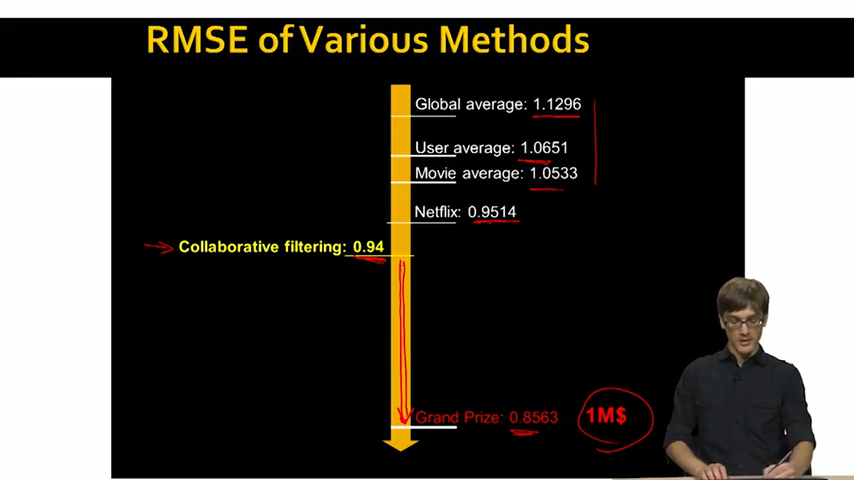 RMSE of Various Methods
Global average: 1.1296
User average: 1.0651
Movie average: 1.0533
Netflix: 0.9514
Collaborative filtering: 0.94
Grand Prize: 0.8563 1M$